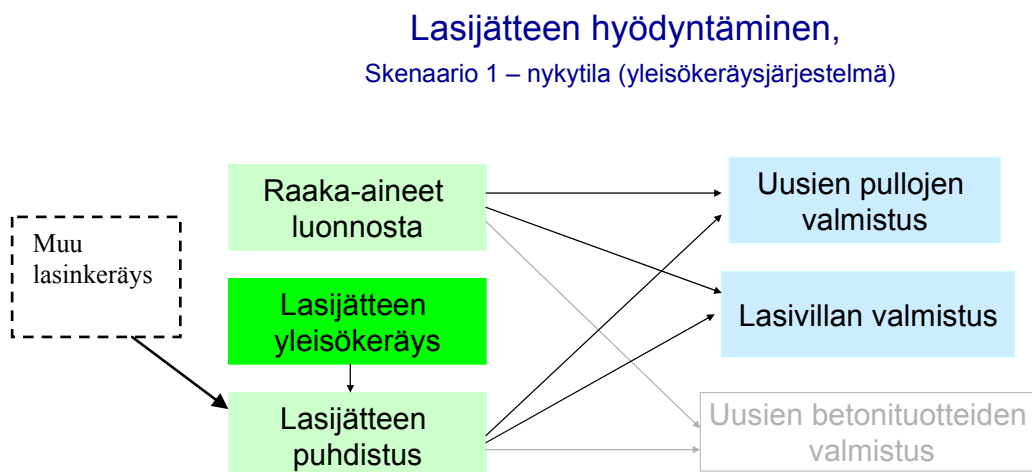 Lasijätteen hyödyntäminen,
Skenaario 1 – nykytila (yleisökeräysjärjestelmä)
Raaka-aineet
luonnosta
Uusien pullojen
valmistus
Muu
lasinkeräys
Lasijätteen
yleisökeräys
Lasivillan valmistus
Lasijätteen
puhdistus
Uusien betonituotteiden
valmistus